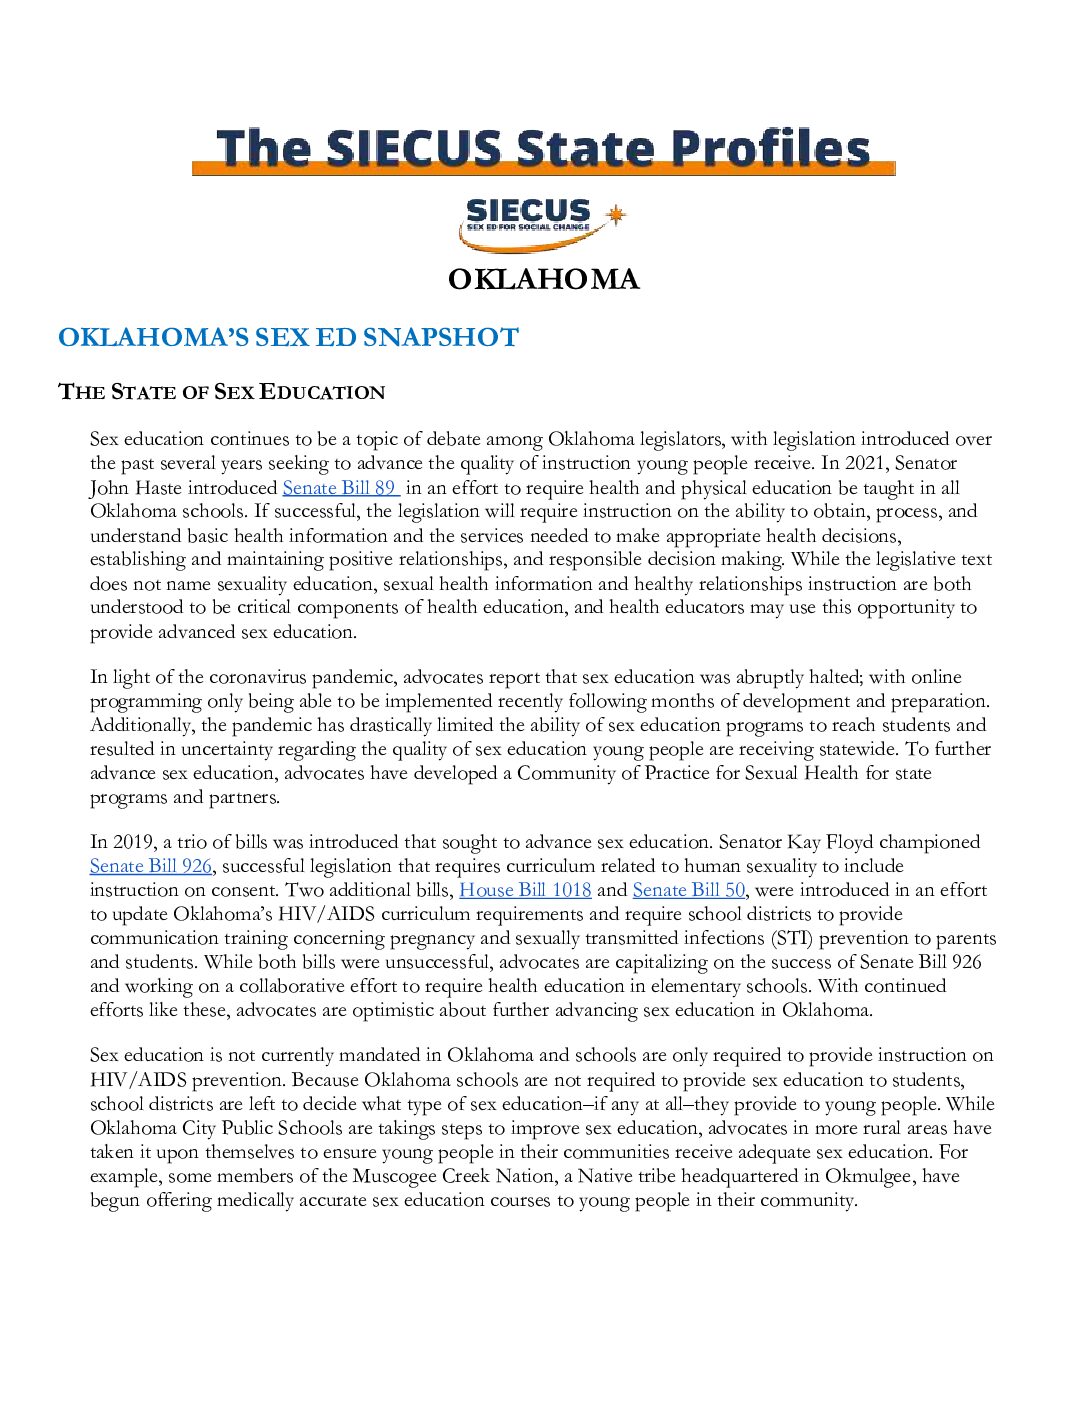 The SIECUS State Profiles
SIECUS
SEX ED FOR SOCIAL CHANGE
OKLAHOMA
OKLAHOMA’S SEX ED SNAPSHOT
THE STATE OF SEX EDUCATION
Sex education continues to be a topic of debate among Oklahoma legislators, with legislation introduced over
the past several years seeking to advance the quality of instruction young people receive. In 2021, Senator
John Haste introduced Senate Bill 89 in an effort to require health and physical education be taught in all
Oklahoma schools. If successful, the legislation will require instruction on the ability to obtain, process, and
understand basic health information and the services needed to make appropriate health decisions,
establishing and maintaining positive relationships, and responsible decision making. While the legislative text
does not name sexuality education, sexual health information and healthy relationships instruction are both
understood to be critical components of health education, and health educators may use this opportunity to
provide advanced sex education.
In light of the coronavirus pandemic, advocates report that sex education was abruptly halted; with online
programming only being able to be implemented recently following months of development and preparation.
Additionally, the pandemic has drastically limited the ability of sex education programs to reach students and
resulted in uncertainty regarding the quality of sex education young people are receiving statewide. To further
advance sex education, advocates have developed a Community of Practice for Sexual Health for state
programs and partners.
In 2019, a trio of bills was introduced that sought to advance sex education. Senator Kay Floyd championed
Senate Bill 926, successful legislation that requires curriculum related to human sexuality to include
instruction on consent. Two additional bills, House Bill 1018 and Senate Bill 50, were introduced in an effort
to update Oklahoma’s HIV/AIDS curriculum requirements and require school districts to provide
communication training concerning pregnancy and sexually transmitted infections (STI) prevention to parents
and students. While both bills were unsuccessful, advocates are capitalizing on the success of Senate Bill 926
and working on a collaborative effort to require health education in elementary schools. With continued
efforts like these, advocates are optimistic about further advancing sex education in Oklahoma.
Sex education is not currently mandated in Oklahoma and schools are only required to provide instruction on
HIV/AIDS prevention. Because Oklahoma schools are not required to provide sex education to students,
school districts are left to decide what type of sex education–if any at all–they provide to young people. While
Oklahoma City Public Schools are takings steps to improve sex education, advocates in more rural areas have
taken it upon themselves to ensure young people in their communities receive adequate sex education. For
example, some members of the Muscogee Creek Nation, a Native tribe headquartered in Okmulgee, have
begun offering medically accurate sex education courses to young people in their community.